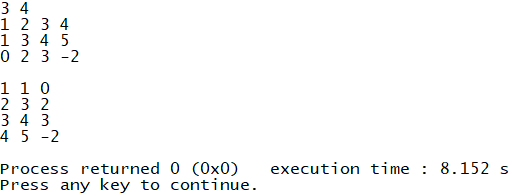 3 4
1 2 3 4
1 3 4 5
0 2 3 -2

1 1 0
2 3 2
3 4 3
4 5 -2

Process returned 0 (0x0)   execution time : 8.152 s
Press any key to continue.